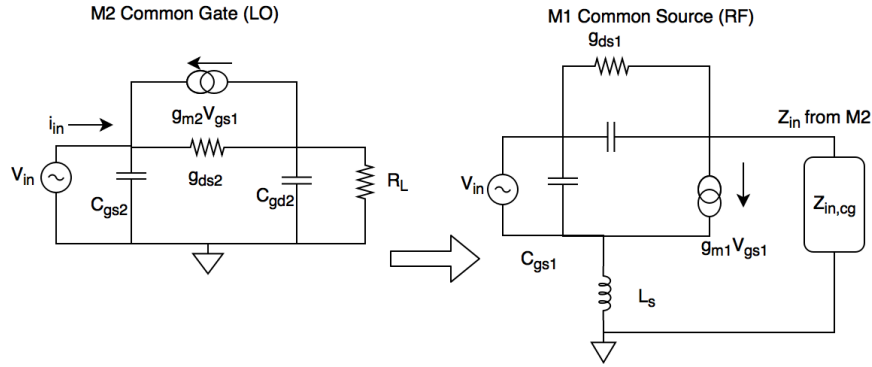 M2 Common Gate (LO)
gm2Vgs1
iin
Vin
gds2
Cgs2
Cgd2
RL
M1 Common Source (RF)
gds1
Zin from M2
Vin
Zin,cg
gm1Vgs1
Cgs1
Ls